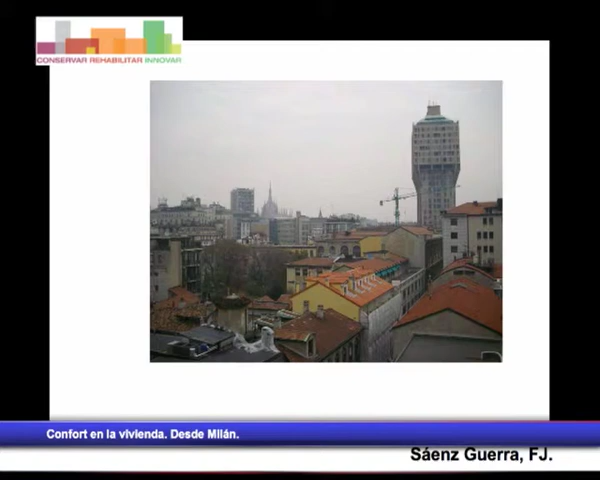 CONSERVAR REHABILITAR INNOVAR
Confort en la vivienda. Desde Milán.
Sáenz Guerra, FJ.